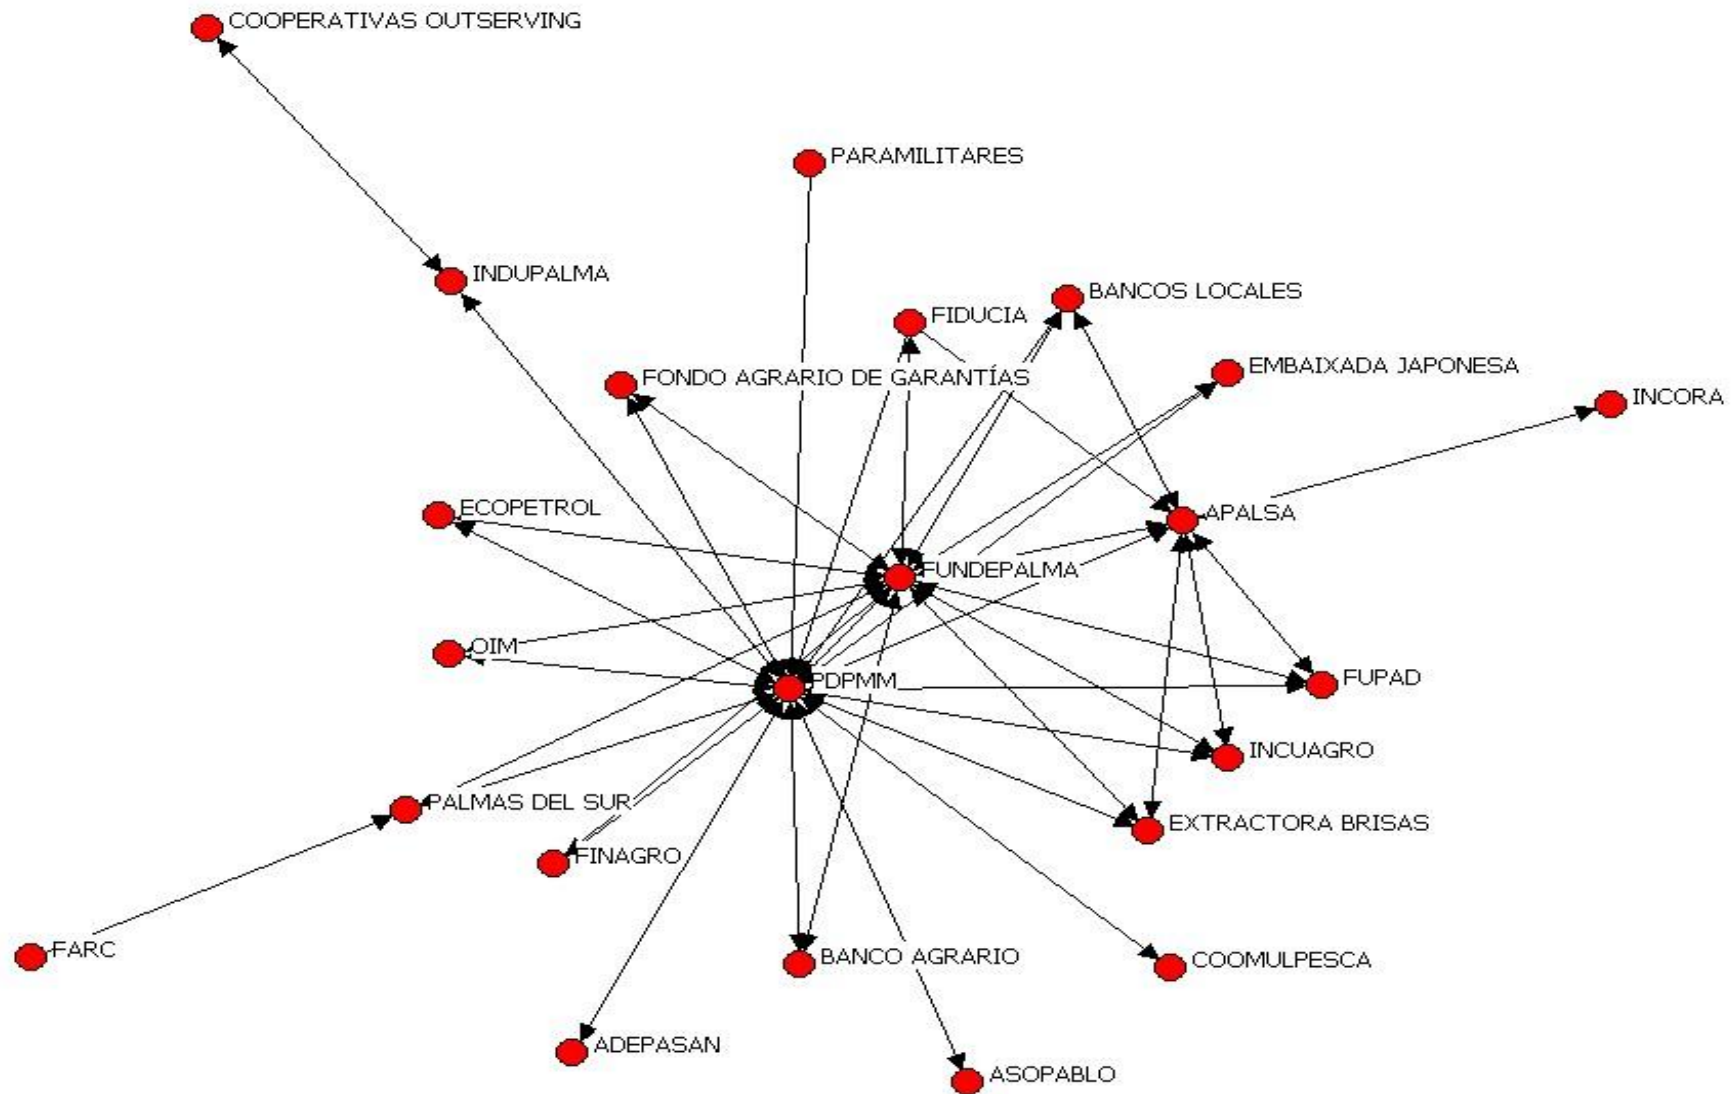 COOPERATIVAS OUTSERVING
PARAMILITARES
INDUPALMA
BANCOS LOCALES
FIDUCIA
EMBAIXADA JAPONESA
FONDO AGRARIO DE GARANTÍAS
INCORA
ECOPETROL
APALSA
FUNDEPALMA
OIM
PDPMM
FUPAD
INCUAGRO
PALMAS DEL SUR
EXTRACTORA BRISAS
FINAGRO
FARC
BANCO AGRARIO
COOMULPESCA
ADEPASAN
ASOPABLO